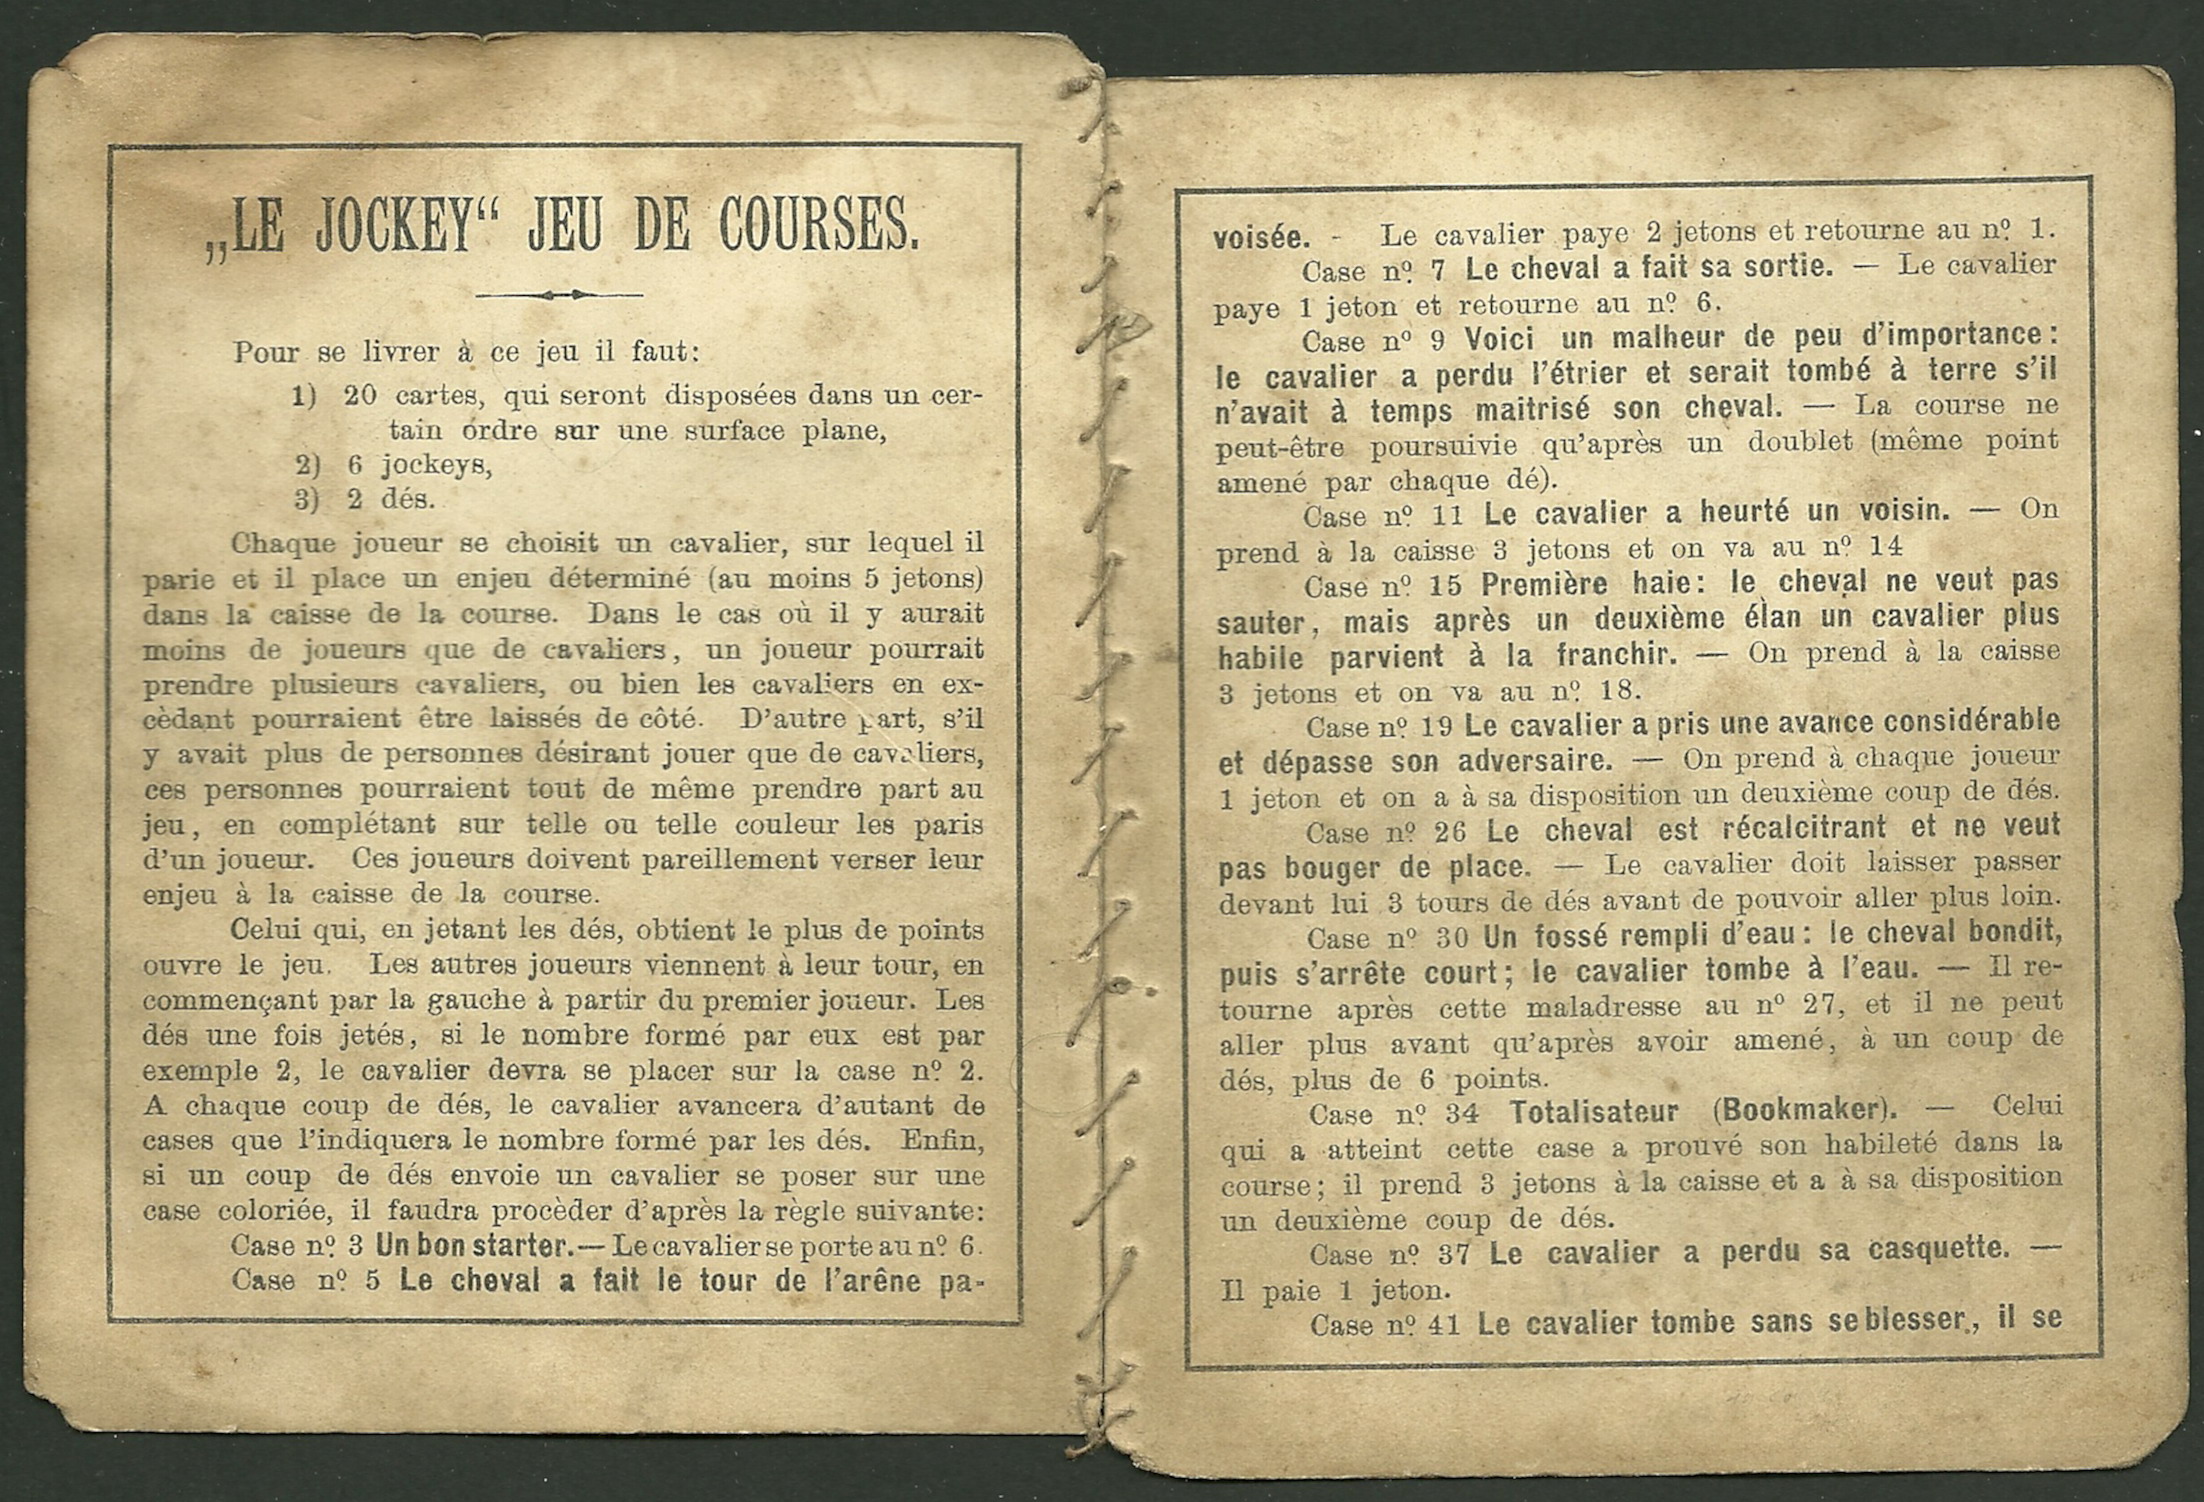 „LE JOCKEY“ JEU DE COURSES.
Pour se livrer à ce jeu il faut:
1) 20 cartes, qui seront disposées dans un cer-
tain ordre sur une surface plane,
2) 6 jockeys,
3) 2 dés.
Chaque joueur se choisit un cavalier, sur lequel il
parie et il place un enjeu déterminé (au moins 5 jetons)
dans la caisse de la course. Dans le cas où il y aurait
moins de joueurs que de cavaliers, un joueur pourrait
prendre plusieurs cavaliers, ou bien les cavaliers en ex-
cèdant pourraient être laissés de côté. D'autre part, s'il
y avait plus de personnes désirant jouer que de cavaliers,
ces personnes pourraient tout de même prendre part au
jeu, en complétant sur telle ou telle couleur les paris
d'un joueur. Ces joueurs doivent pareillement verser leur
enjeu à la caisse de la course.
Celui qui, en jetant les dés, obtient le plus de points
ouvre le jeu. Les autres joueurs viennent à leur tour, en
commençant par la gauche à partir du premier joueur. Les
dés une fois jetés, si le nombre formé par eux est par
exemple 2, le cavalier devra se placer sur la case nº 2.
A chaque coup de dés, le cavalier avancera d'autant de
cases que l'indiquera le nombre formé par les dés. Enfin,
si un coup de dés envoie un cavalier se poser sur une
case coloriée, il faudra procèder d'après la règle suivante:
Case nº 3 Un bon starter. — Le cavalier se porte au nº 6.
Case nº 5 Le cheval a fait le tour de l'arêne pa-
voisée. - Le cavalier paye 2 jetons et retourne au nº 1.
Case nº 7 Le cheval a fait sa sortie. — Le cavalier
paye 1 jeton et retourne au nº 6.
Case nº 9 Voici un malheur de peu d'importance:
le cavalier a perdu l'étrier et serait tombé à terre s'il
n'avait à temps maitrisé son cheval. — La course ne
peut-être poursuivie qu'après un doublet (même point
amené par chaque dé).
Case nº 11 Le cavalier a heurté un voisin. — On
prend à la caisse 3 jetons et on va au nº 14
Case nº 15 Première haie: le cheval ne veut pas
sauter, mais après un deuxième élan un cavalier plus
habile parvient à la franchir. — On prend à la caisse
3 jetons et on va au nº 18.
Case nº 19 Le cavalier a pris une avance considérable
et dépasse son adversaire. — On prend à chaque joueur
1 jeton et on a à sa disposition un deuxième coup de dés.
Case nº 26 Le cheval est récalcitrant et ne veut
pas bouger de place. — Le cavalier doit laisser passer
devant lui 3 tours de dés avant de pouvoir aller plus loin.
Case nº 30 Un fossé rempli d'eau: le cheval bondit,
puis s'arrête court; le cavalier tombe à l'eau. — Il re-
tourne après cette maladresse au nº 27, et il ne peut
aller plus avant qu'après avoir amené, à un coup de
dés, plus de 6 points.
Case nº 34 Totalisateur (Bookmaker). — Celui
qui a atteint cette case a prouvé son habileté dans la
course; il prend 3 jetons à la caisse et a à sa disposition
un deuxième coup de dés.
Case nº 37 Le cavalier a perdu sa casquette. —
Il paie 1 jeton.
Case nº 41 Le cavalier tombe sans se blesser., il se